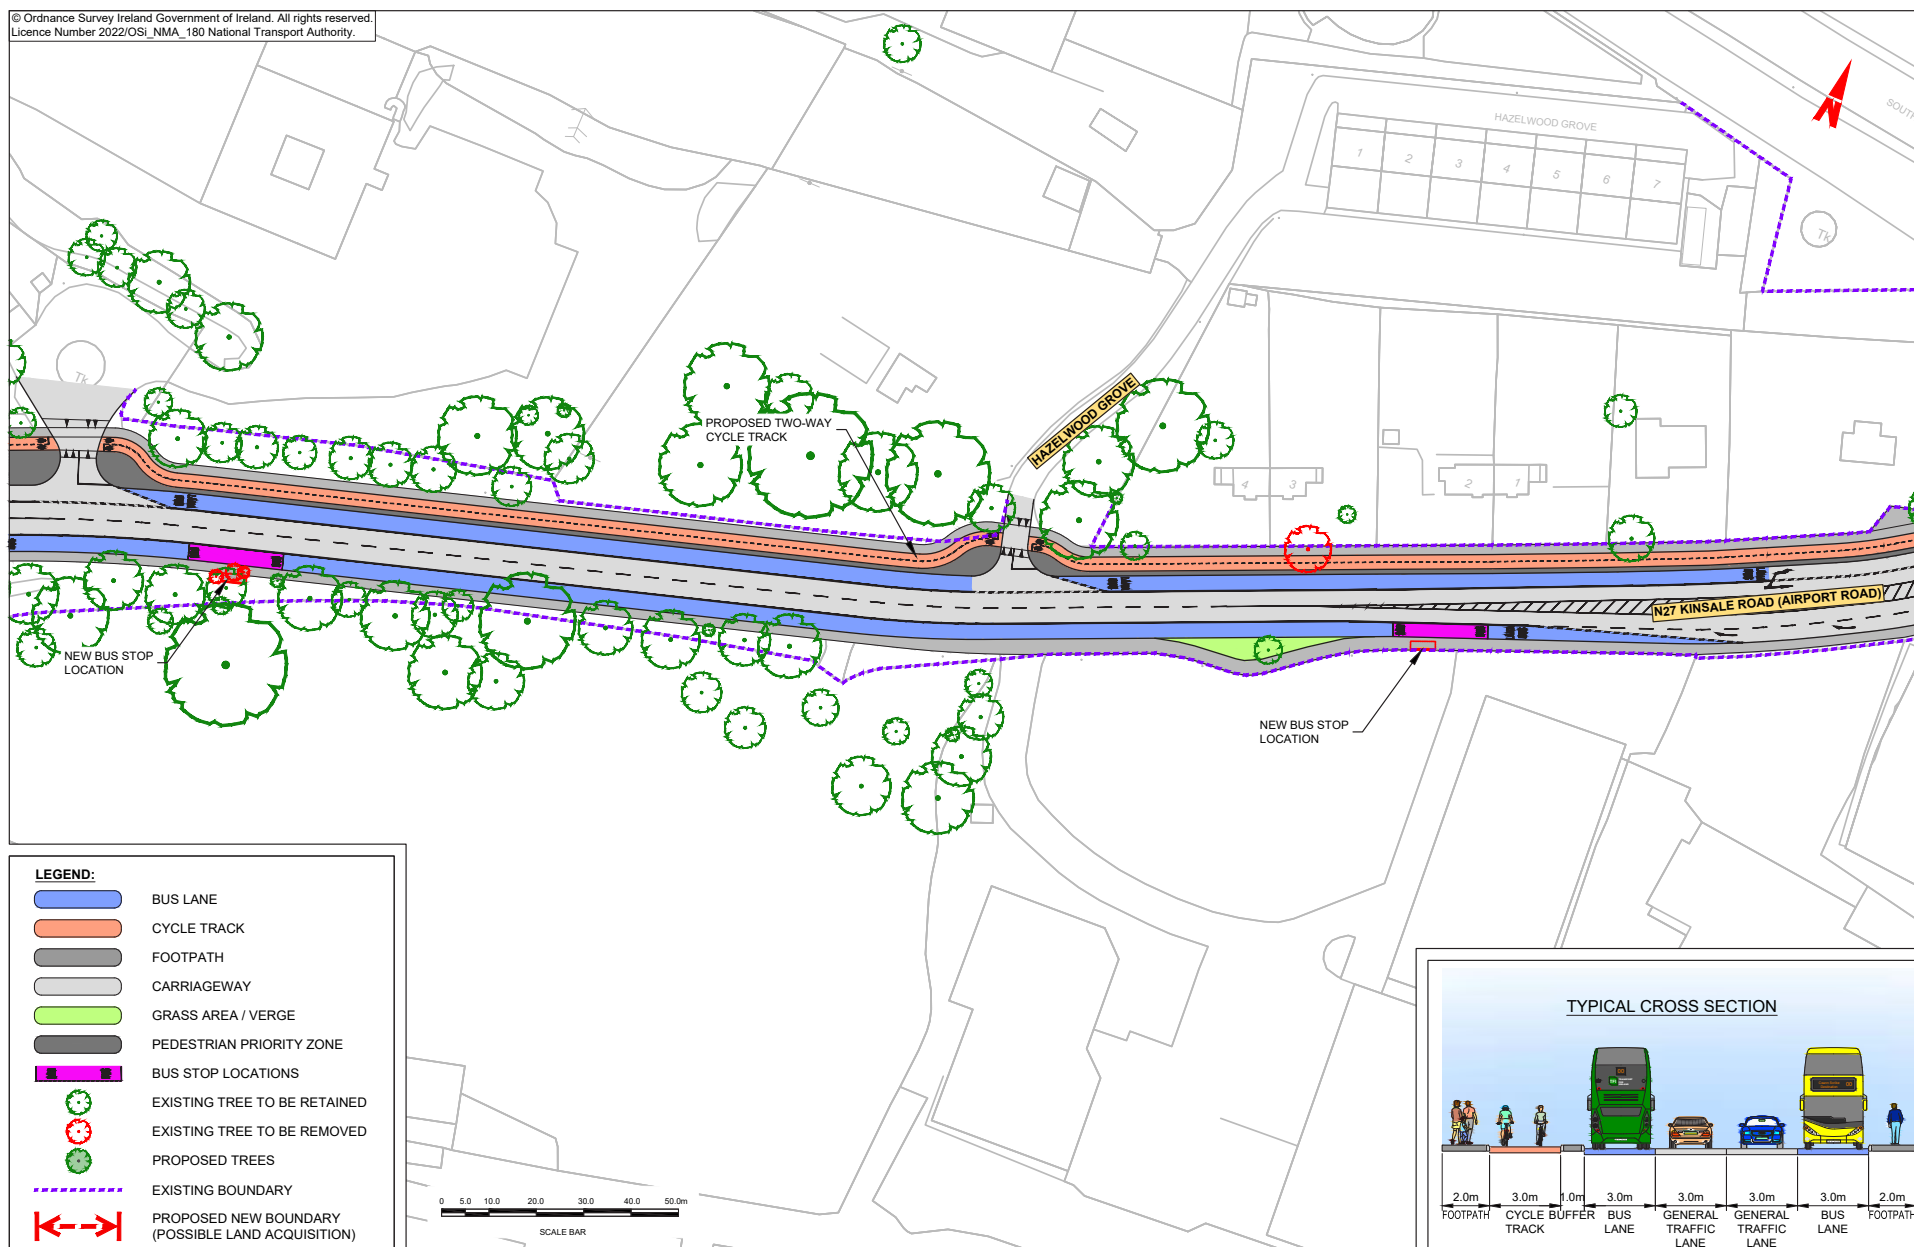 © Ordnance Survey Ireland Government of Ireland. All rights reserved.
Licence Number 2022/OSi_NMA_180 National Transport Authority.
N
HAZELWOOD GROVE
1 2 3 4 5 6 7
Tk
Tk
PROPOSED TWO-WAY
CYCLE TRACK
HAZELWOOD GROVE
4 3 2 1
N27 KINSALE ROAD (AIRPORT ROAD)
NEW BUS STOP
LOCATION
NEW BUS STOP
LOCATION
LEGEND:
BUS LANE
CYCLE TRACK
FOOTPATH
CARRIAGEWAY
GRASS AREA / VERGE
PEDESTRIAN PRIORITY ZONE
BUS STOP LOCATIONS
EXISTING TREE TO BE RETAINED
EXISTING TREE TO BE REMOVED
PROPOSED TREES
EXISTING BOUNDARY
PROPOSED NEW BOUNDARY
(POSSIBLE LAND ACQUISITION)
0 5.0 10.0 20.0 30.0 40.0 50.0m
SCALE BAR
TYPICAL CROSS SECTION
2.0m 3.0m 1.0m 3.0m 3.0m 3.0m 3.0m 2.0m
FOOTPATH CYCLE BUFFER BUS GENERAL GENERAL BUS FOOTPATH
TRACK LANE TRAFFIC TRAFFIC LANE
LANE LANE